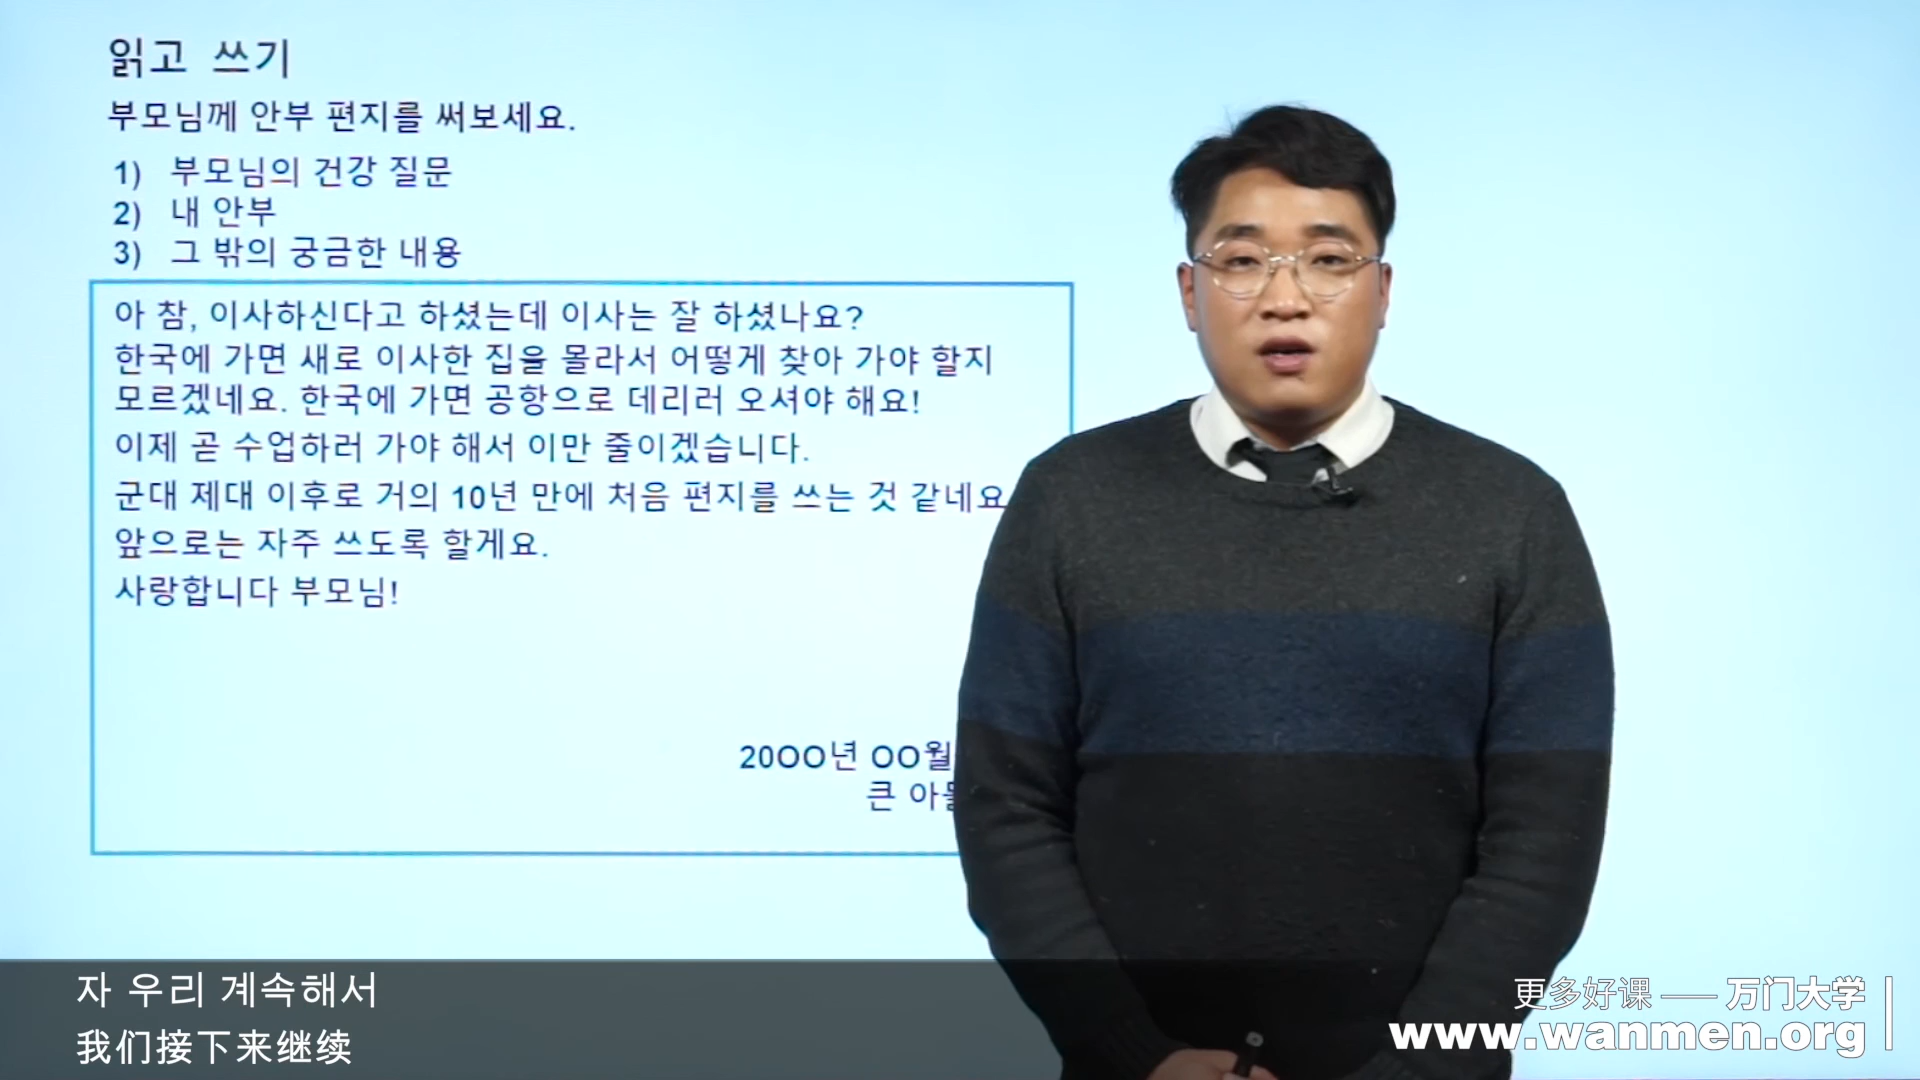 읽고 쓰기
부모님께 안부 편지를 써보세요.
1) 부모님의 건강 질문
2) 내 안부
3) 그 밖의 궁금한 내용
아 참, 이사하신다고 하셨는데 이사는 잘 하셨나요?
한국에 가면 새로 이사한 집을 몰라서 어떻게 찾아 가야 할지
모르겠네요. 한국에 가면 공항으로 데리러 오셔야 해요!
이제 곧 수업하러 가야 해서 이만 줄이겠습니다.
군대 제대 이후로 거의 10년 만에 처음 편지를 쓰는 것 같네요
앞으로는 자주 쓰도록 할게요.
사랑합니다 부모님!
20OO년 OO월
큰
자 우리 계속해서
我们接下来继续
更多好课 —— 万门大学
www.wanmen.org